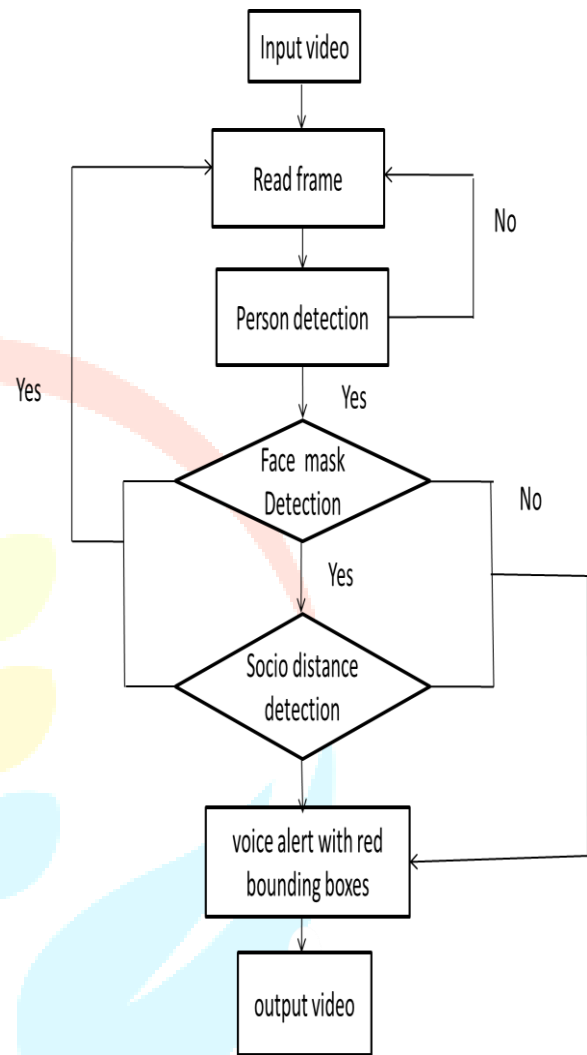 Input video
Read frame
No
Person detection
Yes
Yes
Face mask
Detection
No
Yes
Socio distance
detection
voice alert with red
bounding boxes
output video